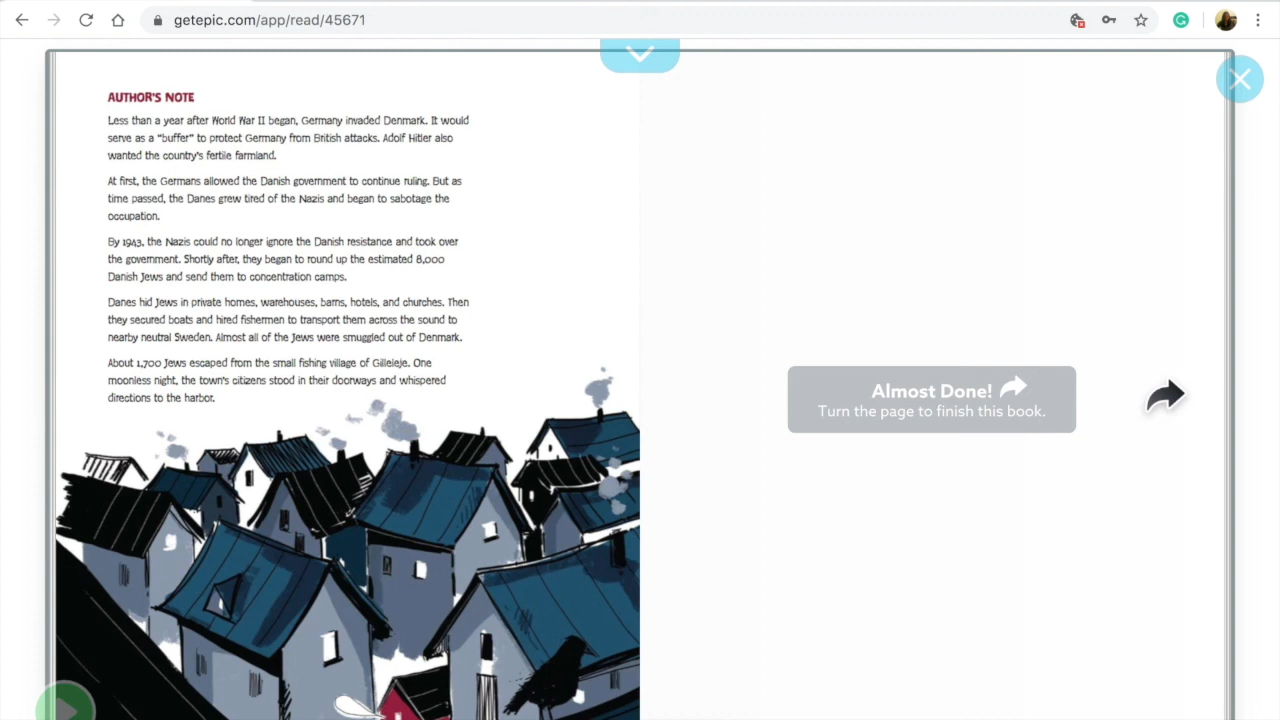 getepic.com/app/read/45671
AUTHOR'S NOTE
Less than a year after World War II began, Germany invaded Denmark. It would
serve as a "buffer" to protect Germany from British attacks. Adolf Hitler also
wanted the country's fertile farmland.
At first, the Germans allowed the Danish government to continue ruling. But as
time passed, the Danes grew tired of the Nazis and began to sabotage the
occupation.
By 1943, the Nazis could no longer ignore the Danish resistance and took over
the government. Shortly after, they began to round up the estimated 8,000
Danish Jews and send them to concentration camps.
Danes hid Jews in private homes, warehouses, barns, hotels, and churches. Then
they secured boats and hired fishermen to transport them across the sound to
nearby neutral Sweden. Almost all of the Jews were smuggled out of Denmark.
About 1,700 Jews escaped from the small fishing village of Gilleleje. One
moonless night, the town's citizens stood in their doorways and whispered
directions to the harbor.
Almost Done!
Turn the page to finish this book.